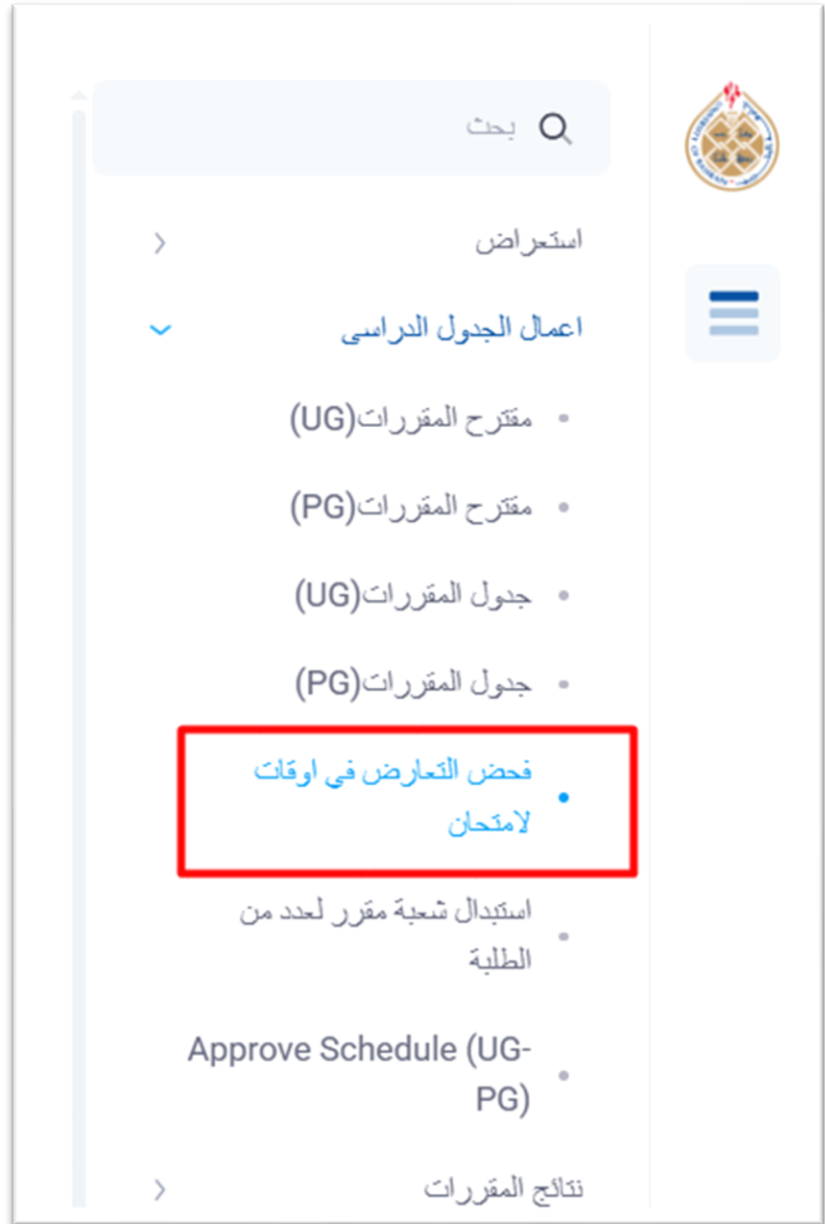 بحث
استعراض
اعمال الجدول الدراسى
مقترح المقررات(UG)
مقترح المقررات(PG)
جدول المقررات(UG)
جدول المقررات(PG)
فحض التعارض في اوقات
لامتحان
استبدال شعبة مقرر لعدد من
الطلبة
Approve Schedule (UG-
PG)
نتائج المقررات